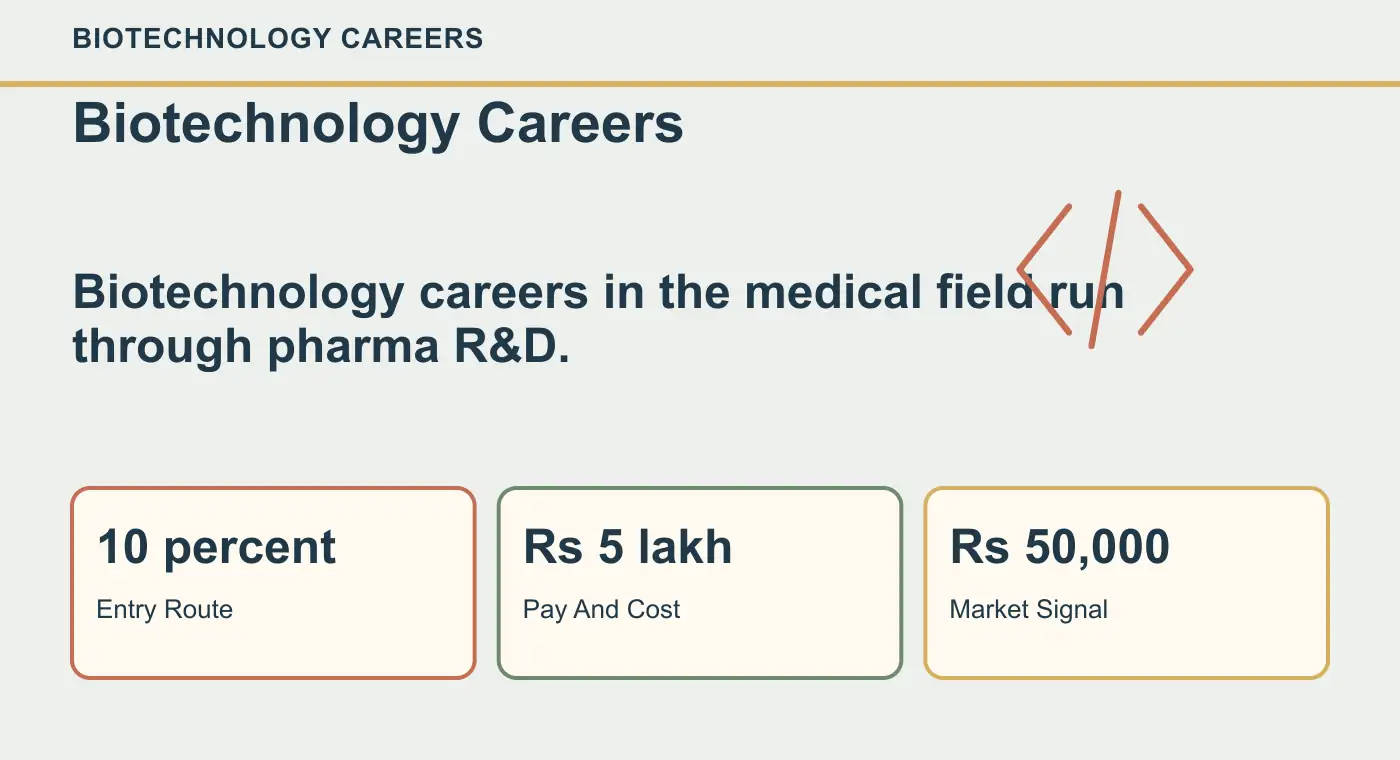 BIOTECHNOLOGY CAREERS
Biotechnology Careers
Biotechnology careers in the medical field run
through pharma R&D.
10 percent
Entry Route
Rs 5 lakh
Pay And Cost
Rs 50,000
Market Signal